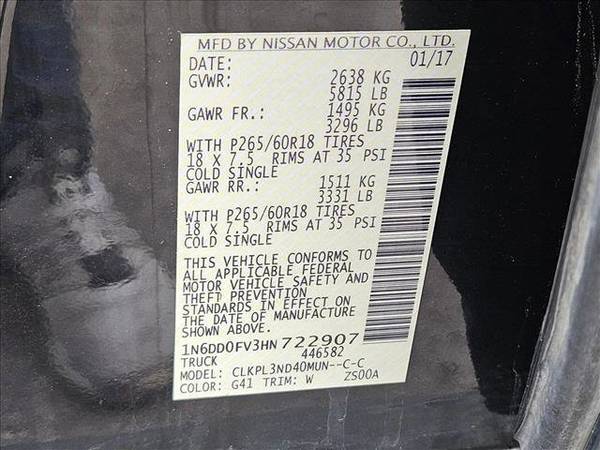 MFD BY NISSAN MOTOR CO., LTD.
DATE: 01/17
GVWR: 2638 KG
5815 LB
GAWR FR.: 1495 KG
3296 LB
WITH P265/60R18 TIRES
18 X 7.5 RIMS AT 35 PSI
COLD SINGLE
GAWR RR.: 1511 KG
3331 LB
WITH P265/60R18 TIRES
18 X 7.5 RIMS AT 35 PSI
COLD SINGLE
THIS VEHICLE CONFORMS TO
ALL APPLICABLE FEDERAL
MOTOR VEHICLE SAFETY AND
THEFT PREVENTION
STANDARDS IN EFFECT ON
THE DATE OF MANUFACTURE
SHOWN ABOVE.
1N6DD0FV3HN 722907
TRUCK 446582
MODEL: CLKPL3ND40MUN--C-C
COLOR: G41 TRIM: W ZS00A